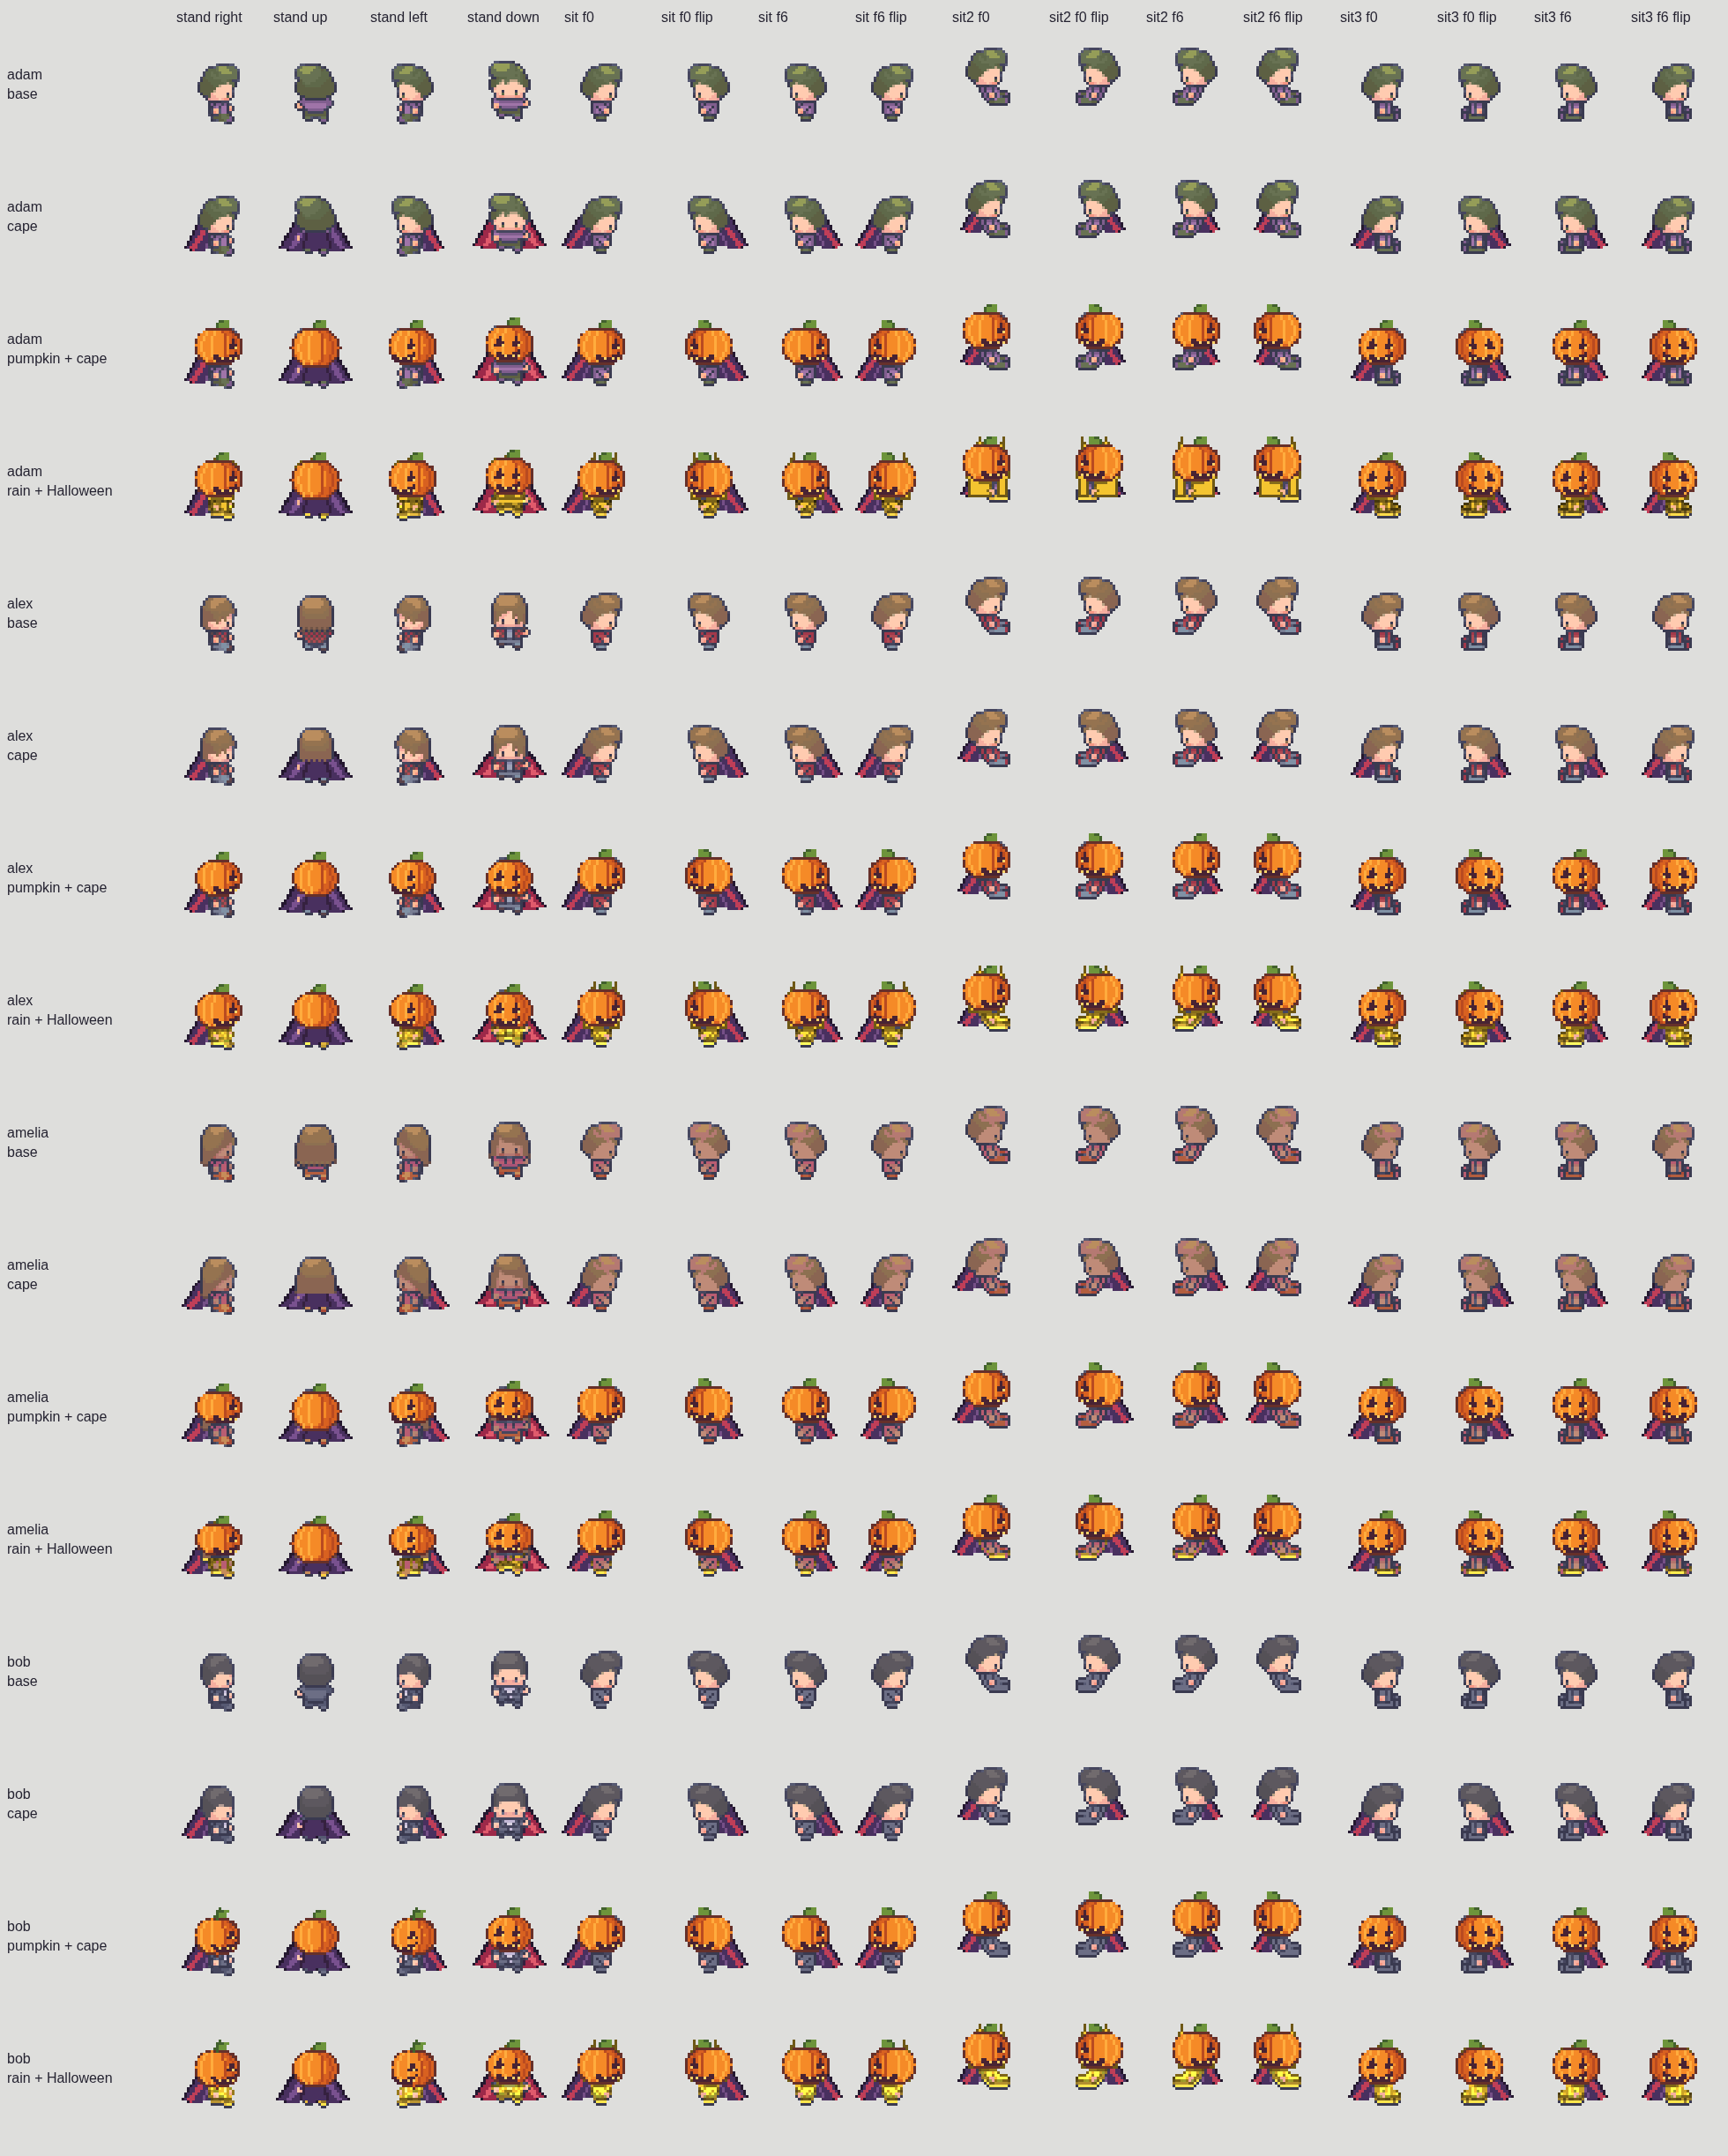 stand right stand up stand left stand down sit f0 sit f0 flip sit f6 sit f6 flip sit2 f0 sit2 f0 flip sit2 f6 sit2 f6 flip sit3 f0 sit3 f0 flip sit3 f6 sit3 f6 flip
adam
base
adam
cape
adam
pumpkin + cape
adam
rain + Halloween
alex
base
alex
cape
alex
pumpkin + cape
alex
rain + Halloween
amelia
base
amelia
cape
amelia
pumpkin + cape
amelia
rain + Halloween
bob
base
bob
cape
bob
pumpkin + cape
bob
rain + Halloween